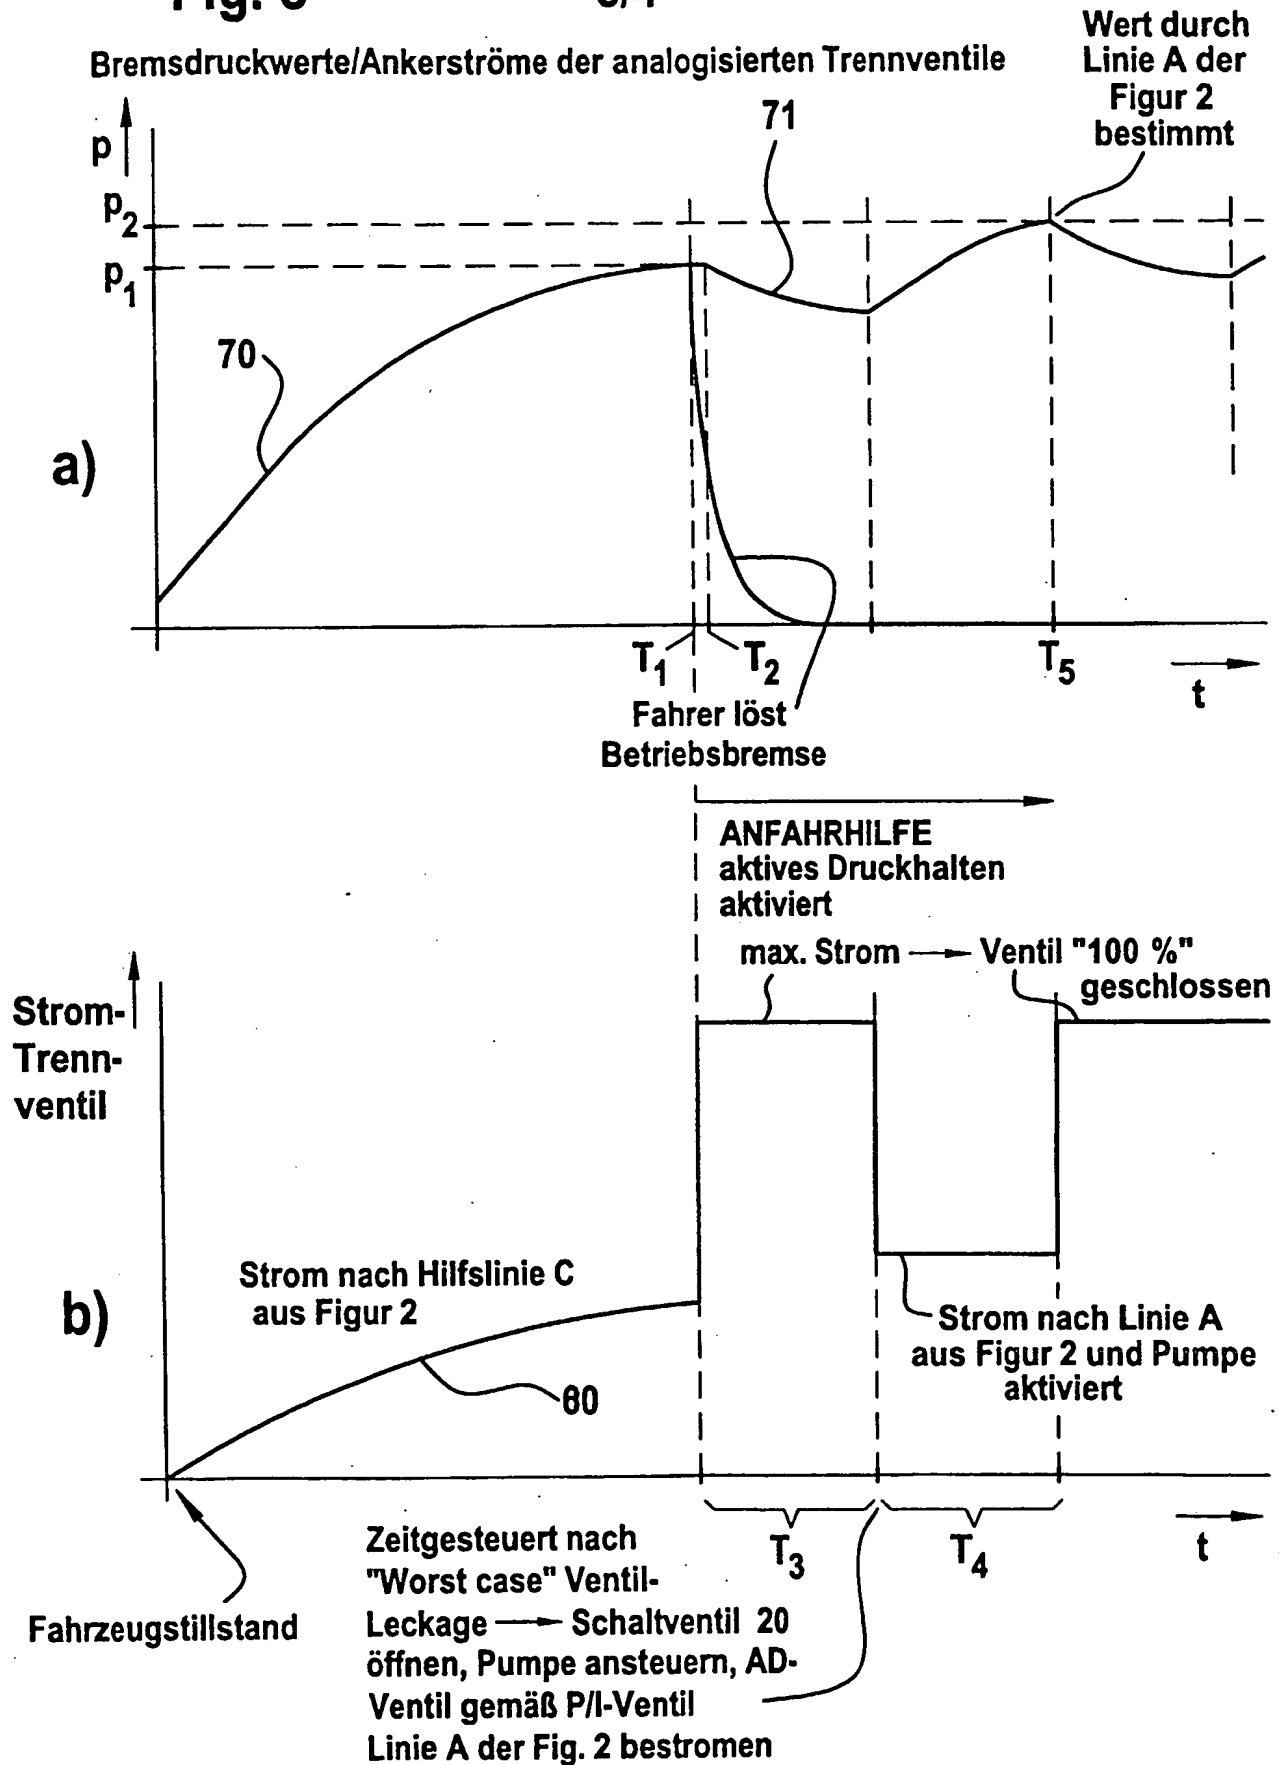 Bremsdruckwerte/Ankerströme der analogisierten Trennventile
Wert durch
Linie A der
Figur 2
bestimmt
p
p2
p1
71
70
a)
T1
T2
T5
t
Fahrer löst
Betriebsbremse
ANFAHRHILFE
aktives Druckhalten
aktiviert
max. Strom → Ventil "100 %"
geschlossen
Strom-
Trenn-
ventil
b)
Strom nach Hilfslinie C
aus Figur 2
60
Strom nach Linie A
aus Figur 2 und Pumpe
aktiviert
T3
T4
t
Fahrzeugstillstand
Zeitgesteuert nach
"Worst case" Ventil-
Leckage → Schaltventil 20
öffnen, Pumpe ansteuern, AD-
Ventil gemäß P/I-Ventil
Linie A der Fig. 2 bestromen